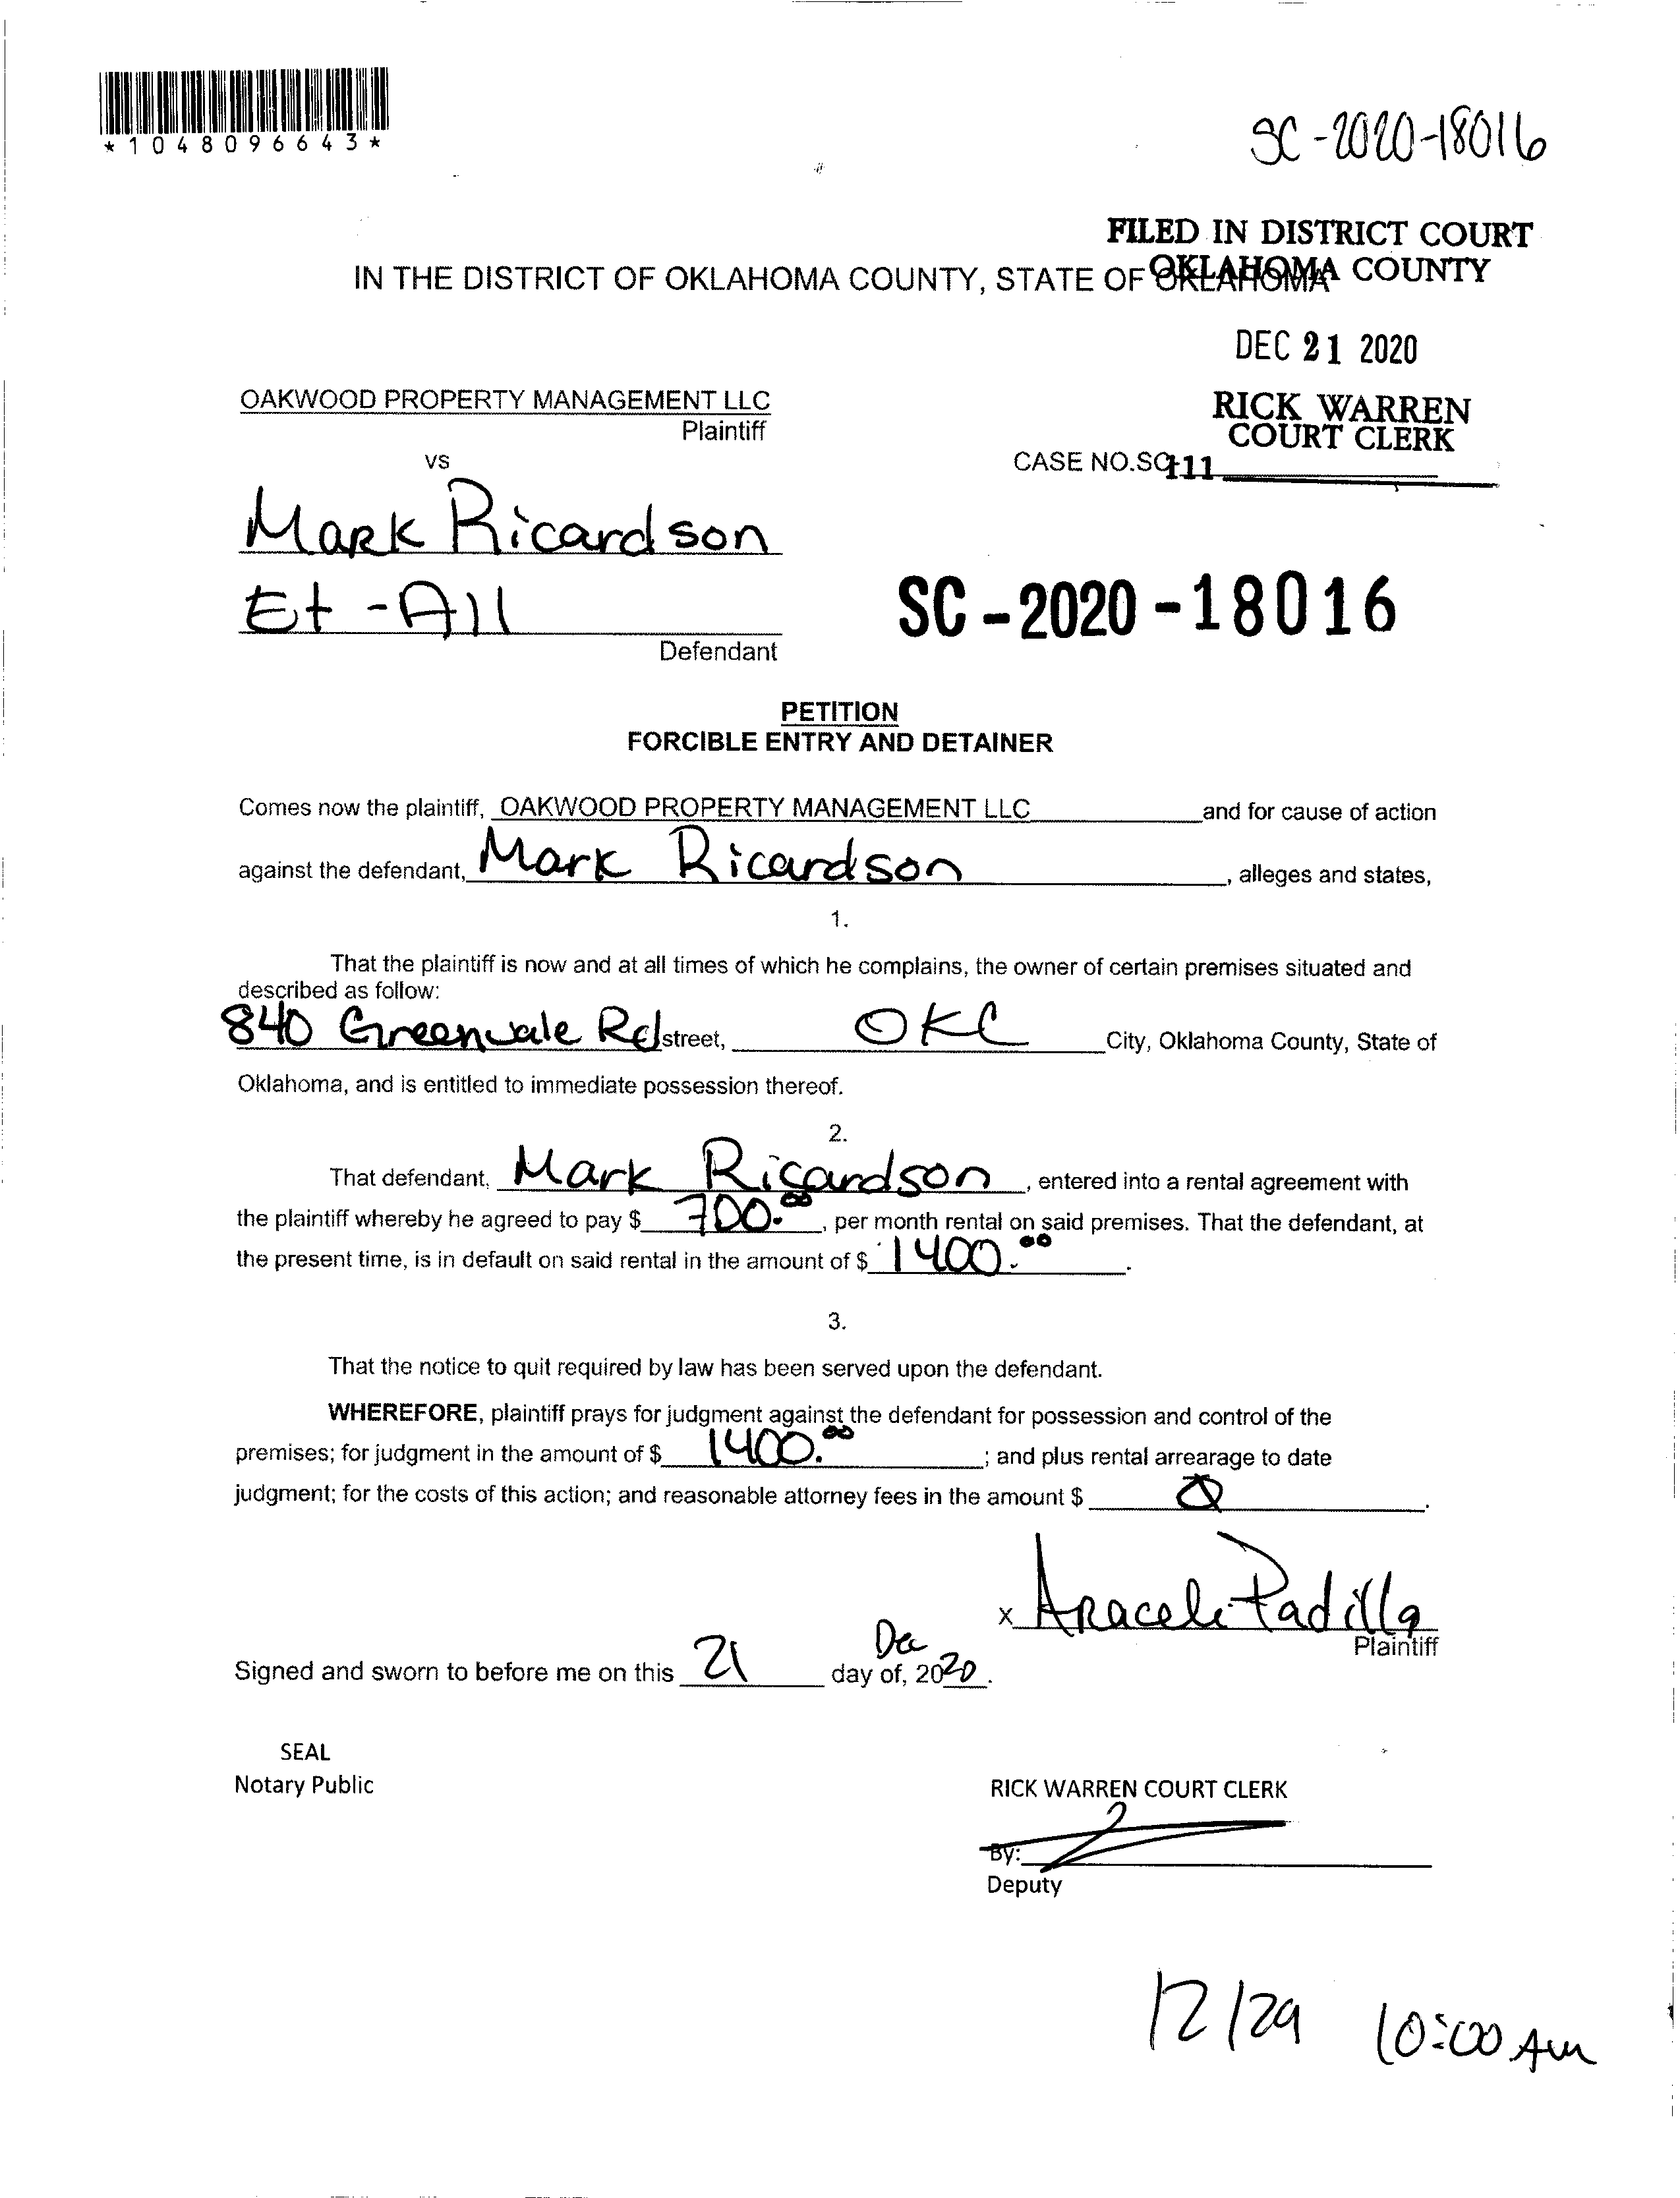 *1048096643*
SC-2020-18016
FILED IN DISTRICT COURT
OKLAHOMA COUNTY
IN THE DISTRICT OF OKLAHOMA COUNTY, STATE OF OKLAHOMA
DEC 21 2020
OAKWOOD PROPERTY MANAGEMENT LLC
Plaintiff
RICK WARREN
COURT CLERK
vs
CASE NO.SC
111
Mark Ricardson
Et-All
Defendant
SC-2020-18016
PETITION
FORCIBLE ENTRY AND DETAINER
Comes now the plaintiff, OAKWOOD PROPERTY MANAGEMENT LLC and for cause of action
against the defendant, Mark Ricardson, alleges and states,
1.
That the plaintiff is now and at all times of which he complains, the owner of certain premises situated and
described as follow:
840 Greenvale Rd street, OKC City, Oklahoma County, State of
Oklahoma, and is entitled to immediate possession thereof.
2.
That defendant, Mark Ricardson, entered into a rental agreement with
the plaintiff whereby he agreed to pay $ 700.00, per month rental on said premises. That the defendant, at
the present time, is in default on said rental in the amount of $ 1400.00.
3.
That the notice to quit required by law has been served upon the defendant.
WHEREFORE, plaintiff prays for judgment against the defendant for possession and control of the
premises; for judgment in the amount of $ 1400.00; and plus rental arrearage to date
judgment; for the costs of this action; and reasonable attorney fees in the amount $ 0.
x Araceli Padilla
Plaintiff
Signed and sworn to before me on this 21 day of, Dec 2020.
SEAL
Notary Public
RICK WARREN COURT CLERK
By:
Deputy
12/29 10:00 AM